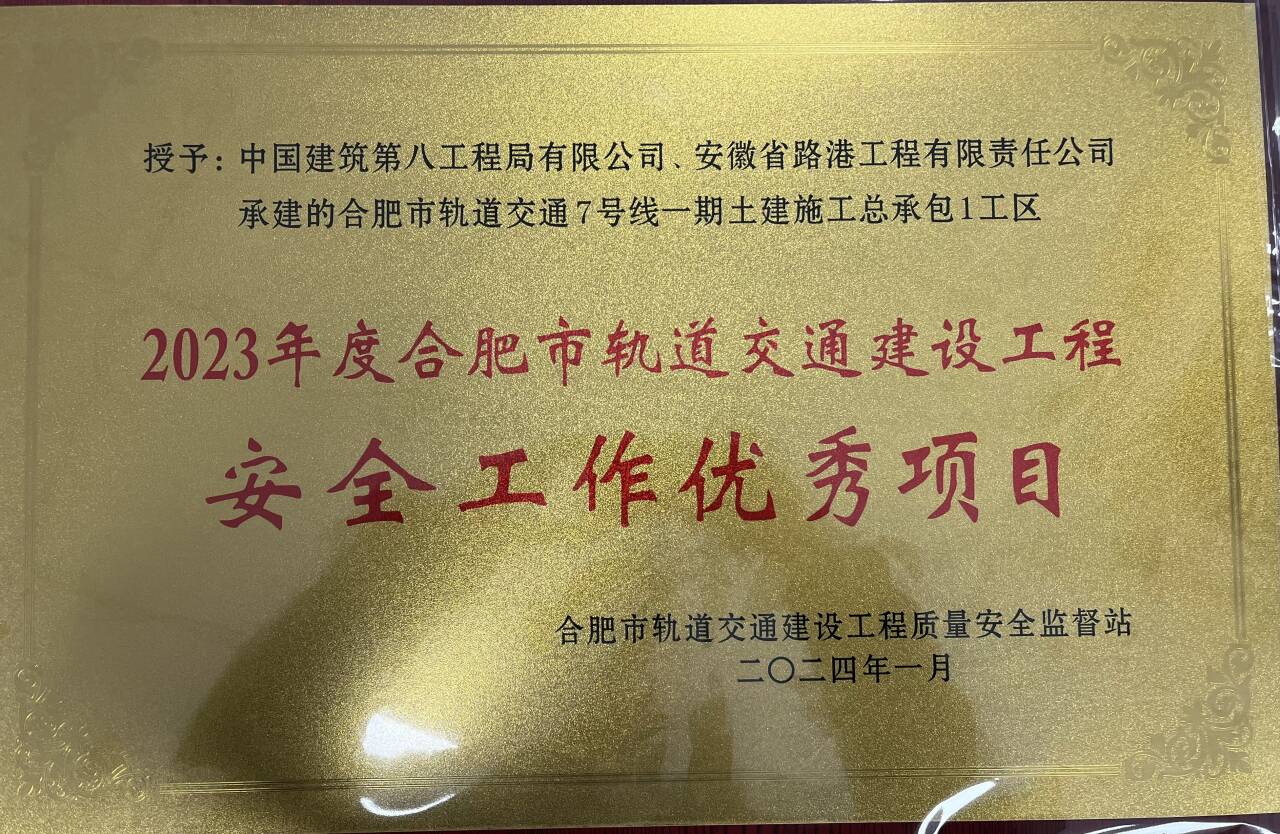 授予：中国建筑第八工程局有限公司、安徽省路港工程有限责任公司
承建的合肥市轨道交通7号线一期土建施工总承包1工区
2023年度合肥市轨道交通建设工程
安全工作优秀项目
合肥市轨道交通建设工程质量安全监督站
二〇二四年一月